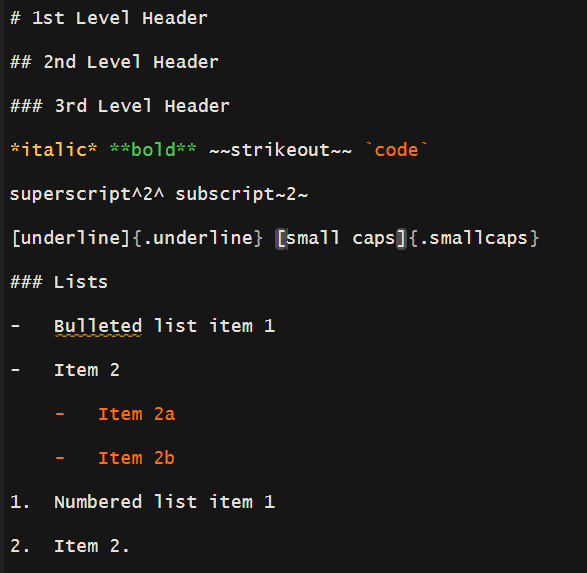 # 1st Level Header
## 2nd Level Header
### 3rd Level Header
*italic* **bold** ~~strikeout~~ `code`
superscript^2^ subscript~2~
[underline]{.underline} [small caps]{.smallcaps}
### Lists
-   Bulleted list item 1
-   Item 2
    -   Item 2a
    -   Item 2b
1.  Numbered list item 1
2.  Item 2.